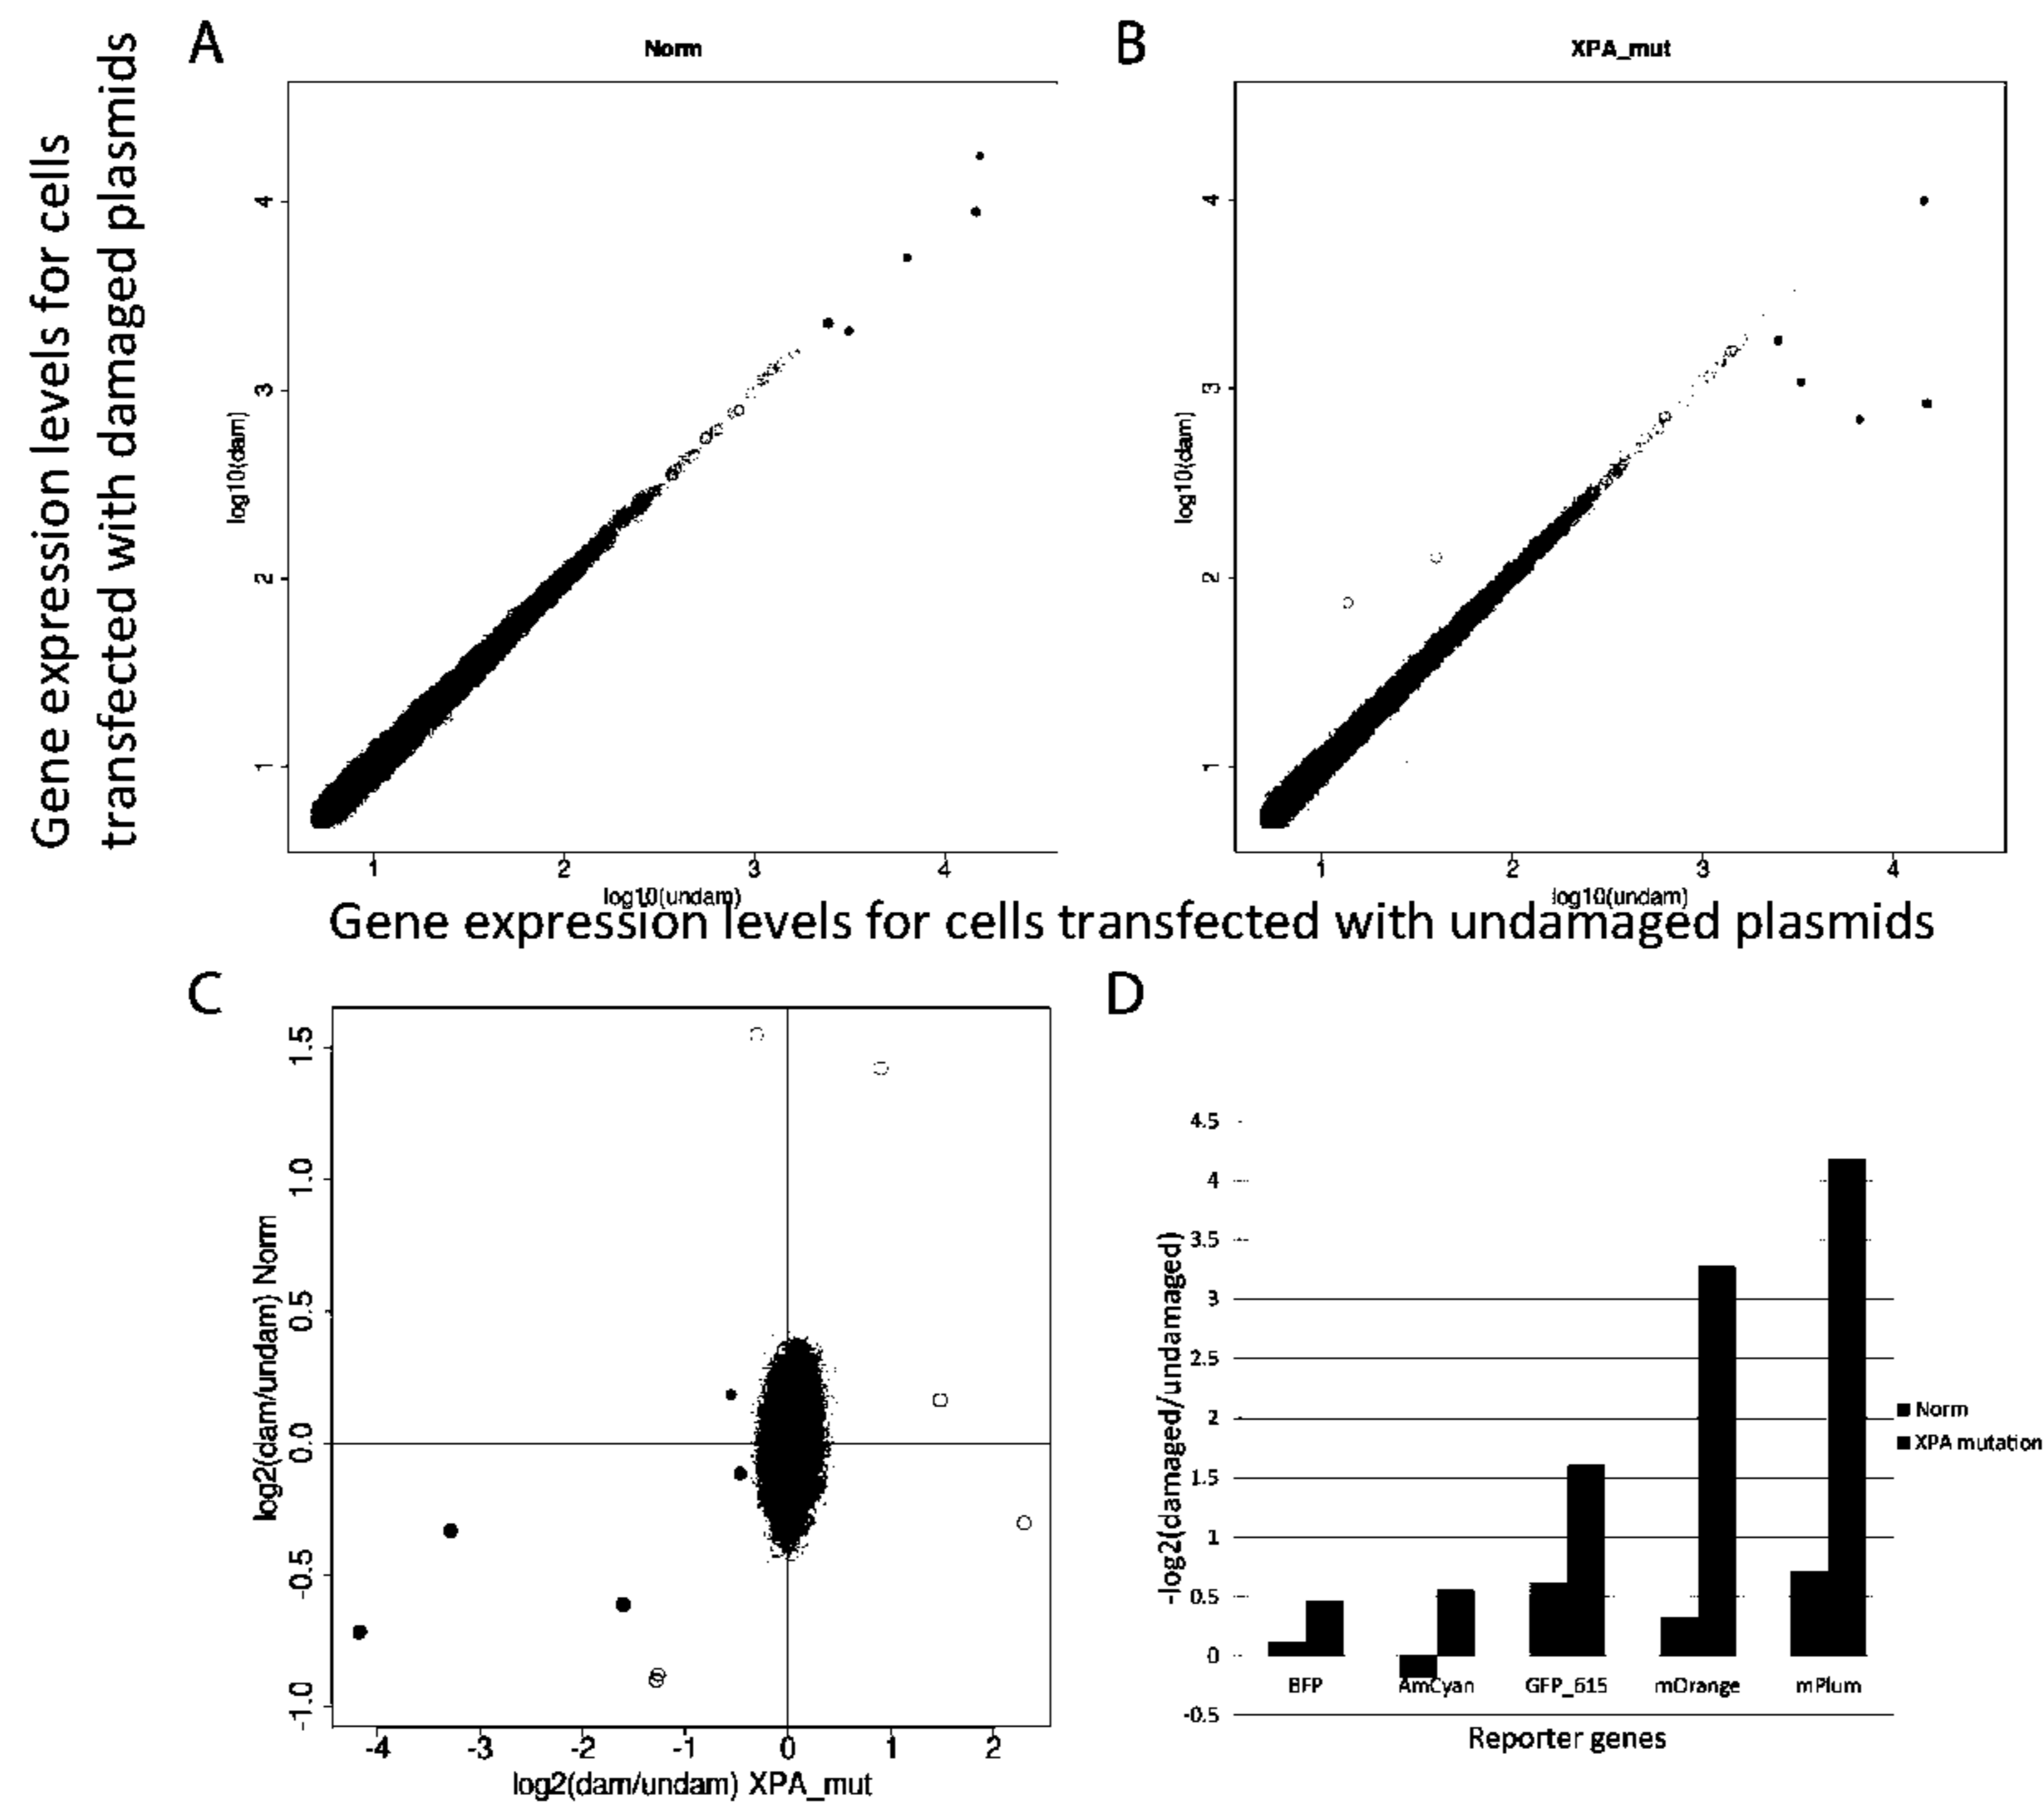 A
Norm
Gene expression levels for cells
transfected with damaged plasmids
log10(dam)
4
3
2
1
1
2
3
4
log10(undam)
B
XPA_mut
log10(dam)
4
3
2
1
1
2
3
4
log10(undam)
Gene expression levels for cells transfected with undamaged plasmids
C
log2(dam/undam) Norm
1.5
1.0
0.5
0.0
-0.5
-1.0
-4
-3
-2
-1
0
1
2
log2(dam/undam) XPA_mut
D
-log2(damaged/undamaged)
4.5
4
3.5
3
2.5
2
1.5
1
0.5
0
-0.5
BFP
AmCyan
GFP_615
mOrange
mPlum
Reporter genes
Norm
XPA mutation